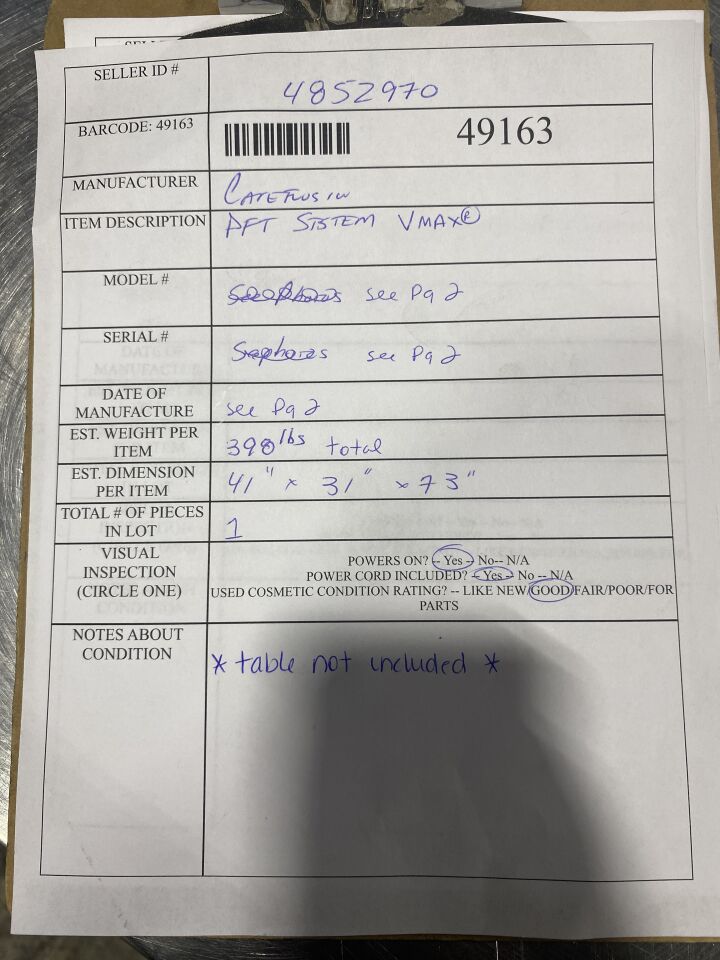 SELLER ID # 4852970
BARCODE: 49163 49163
MANUFACTURER CAREFUSION
ITEM DESCRIPTION PFT SYSTEM VMAX®
MODEL # see Pg 2
SERIAL # see Pg 2
DATE OF
MANUFACTURE see Pg 2
EST. WEIGHT PER
ITEM 398 lbs total
EST. DIMENSION
PER ITEM 41" x 31" x 73"
TOTAL # OF PIECES
IN LOT 1
VISUAL
INSPECTION
(CIRCLE ONE)
POWERS ON? -- Yes -- No-- N/A
POWER CORD INCLUDED? -- Yes -- No -- N/A
USED COSMETIC CONDITION RATING? -- LIKE NEW/GOOD/FAIR/POOR/FOR
PARTS
NOTES ABOUT
CONDITION
* table not included *